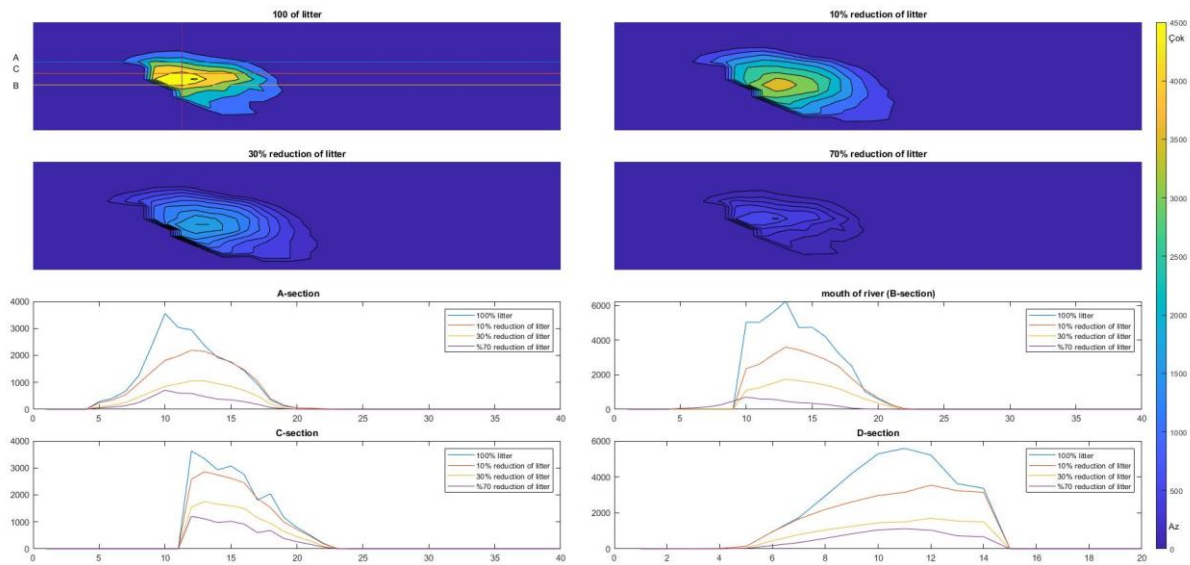 100 of litter
A
C
B
10% reduction of litter
4500
Çok
4000
3500
3000
2500
2000
1500
1000
500
Az
0
30% reduction of litter
70% reduction of litter
A-section
4000
3000
2000
1000
0
0 5 10 15 20 25 30 35 40
100% litter
10% reduction of litter
30% reduction of litter
%70 reduction of litter
mouth of river (B-section)
6000
4000
2000
0
0 5 10 15 20 25 30 35 40
100% litter
10% reduction of litter
30% reduction of litter
%70 reduction of litter
C-section
4000
3000
2000
1000
0
0 5 10 15 20 25 30 35 40
100% litter
10% reduction of litter
30% reduction of litter
%70 reduction of litter
D-section
6000
4000
2000
0
0 2 4 6 8 10 12 14 16 18 20
100% litter
10% reduction of litter
30% reduction of litter
%70 reduction of litter